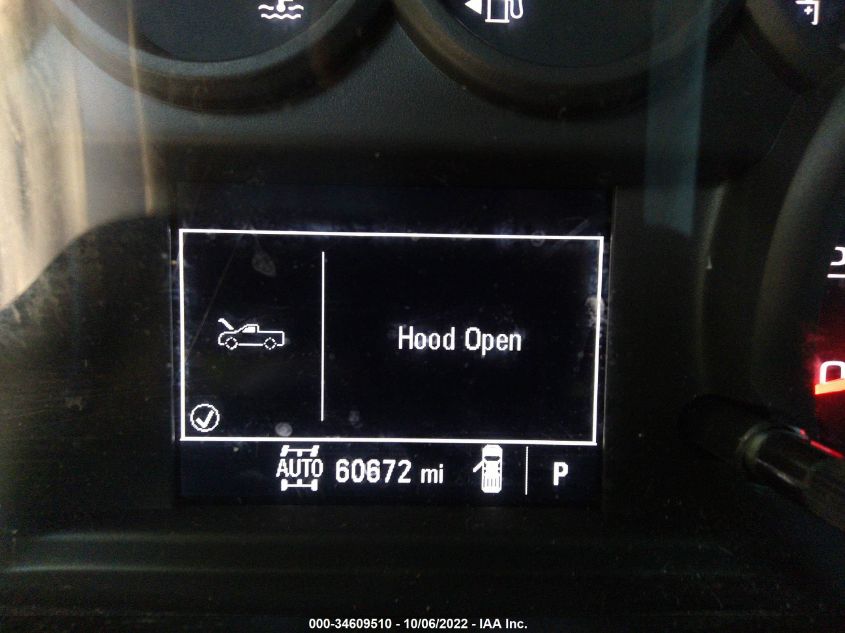 Hood Open
AUTO 60672 mi P
000-34609510 - 10/06/2022 - IAA Inc.